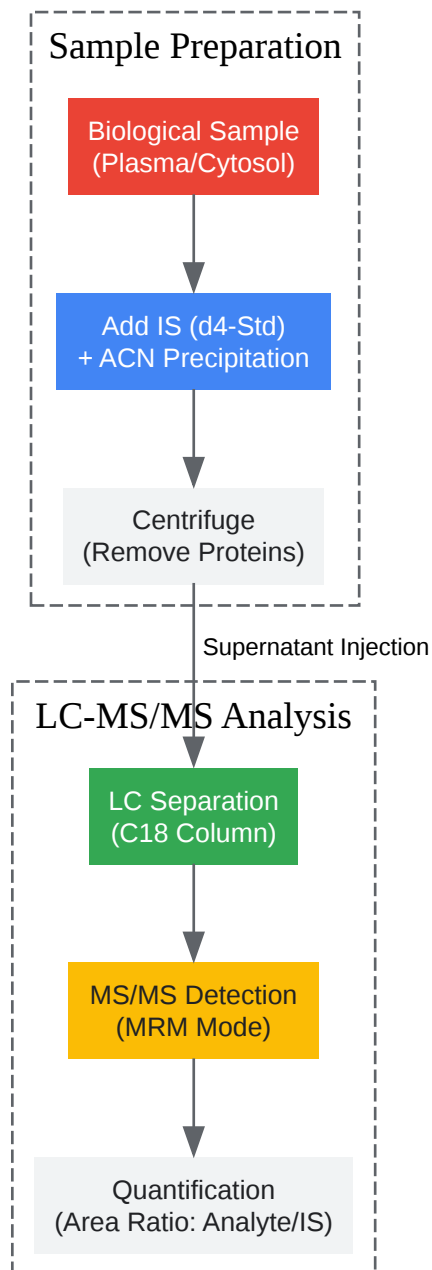 Sample Preparation
Biological Sample
(Plasma/Cytosol)
Add IS (d4-Std)
+ ACN Precipitation
Centrifuge
(Remove Proteins)
Supernatant Injection
LC-MS/MS Analysis
LC Separation
(C18 Column)
MS/MS Detection
(MRM Mode)
Quantification
(Area Ratio: Analyte/IS)